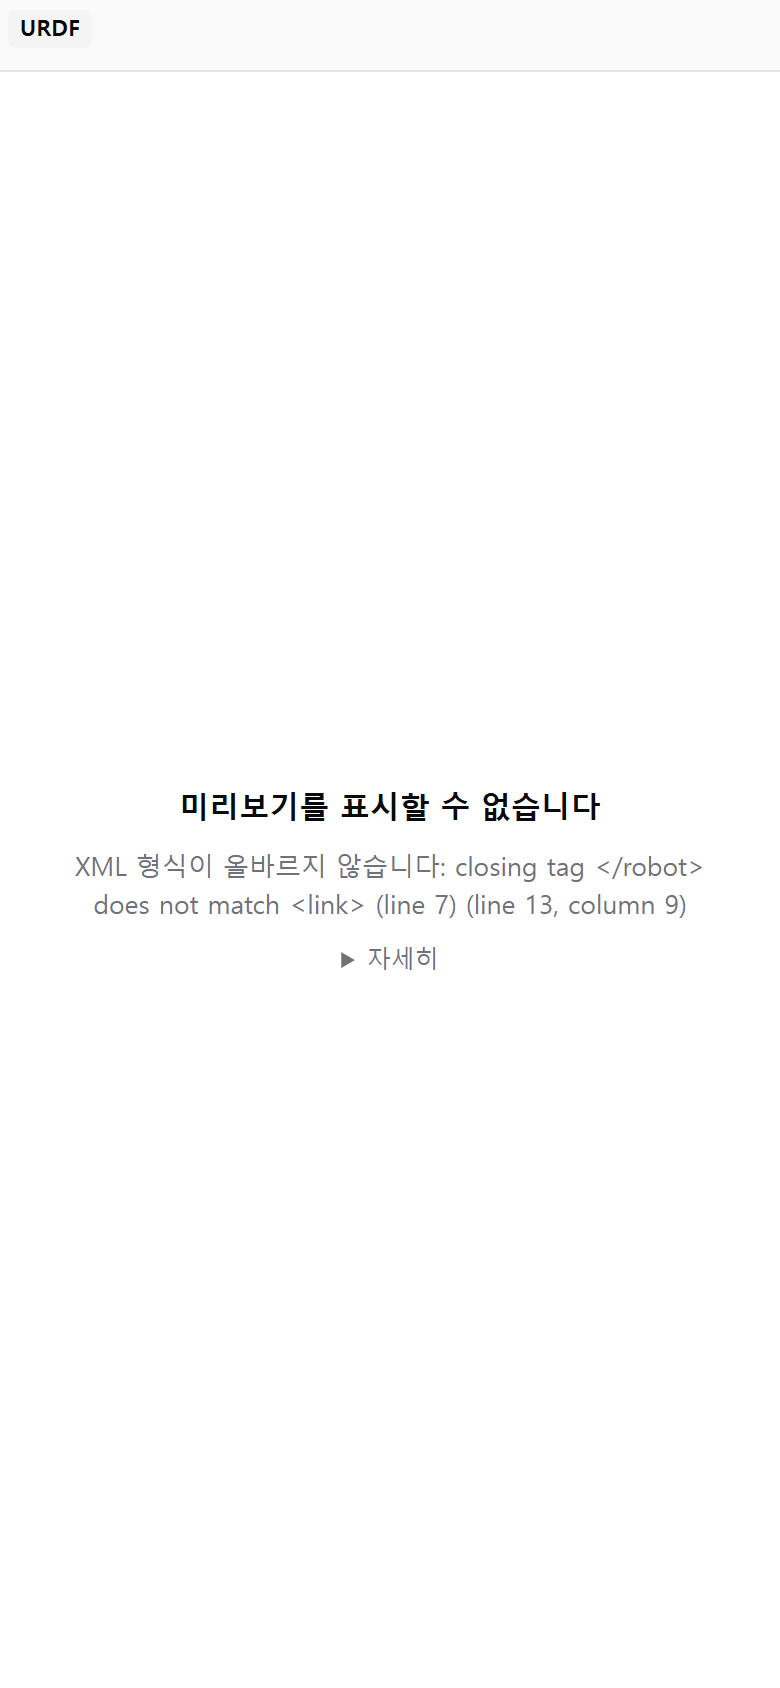 URDF
미리보기를 표시할 수 없습니다
XML 형식이 올바르지 않습니다: closing tag </robot>
does not match <link> (line 7) (line 13, column 9)
▶ 자세히